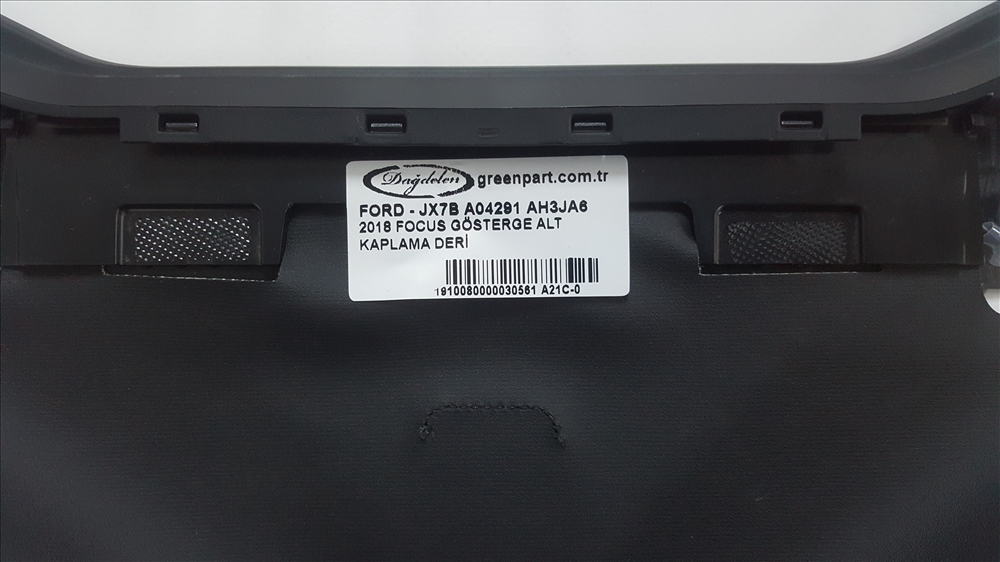 Dağdelen greenpart.com.tr
FORD - JX7B A04291 AH3JA6
2018 FOCUS GÖSTERGE ALT
KAPLAMA DERİ
1910080000030561 A21C-0